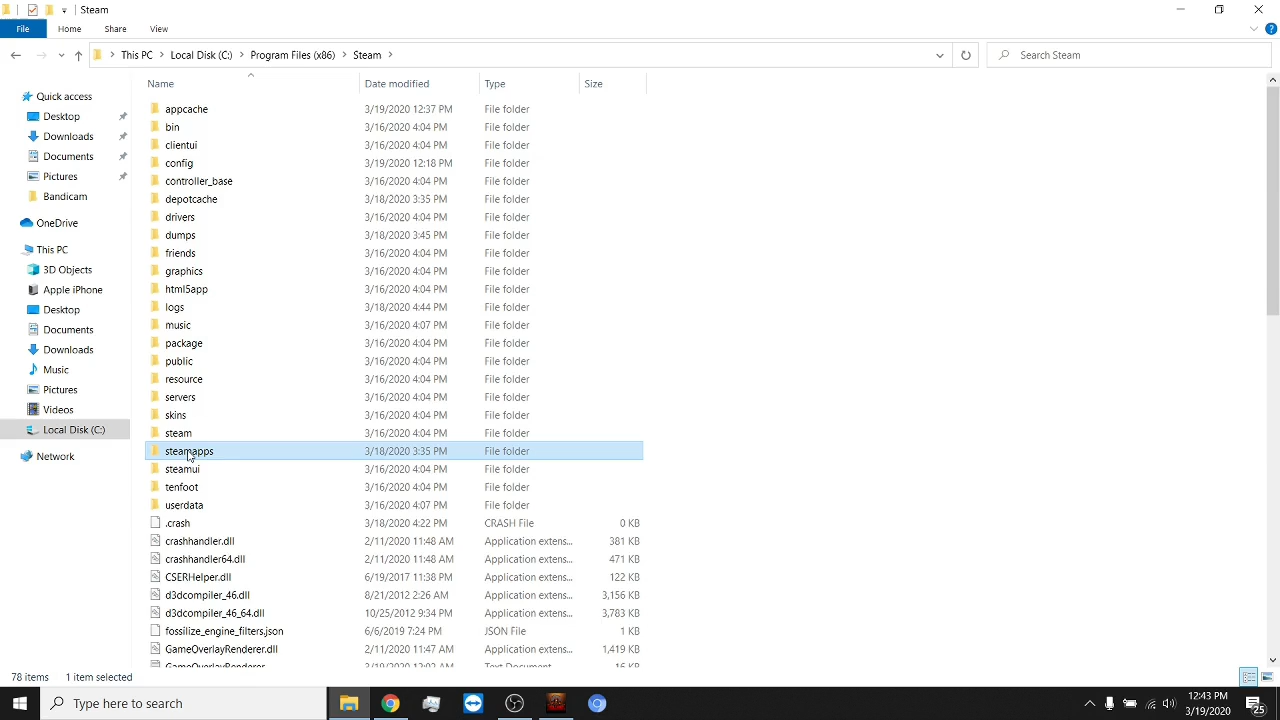 Steam
File Home Share View
This PC Local Disk (C:) Program Files (x86) Steam
Search Steam
Name Date modified Type Size
Quick access
Desktop
Downloads
Documents
Pictures
Bandicam
OneDrive
This PC
3D Objects
Apple iPhone
Desktop
Documents
Downloads
Music
Pictures
Videos
Local Disk (C:)
Network
appcache 3/19/2020 12:37 PM File folder
bin 3/16/2020 4:04 PM File folder
clientui 3/16/2020 4:04 PM File folder
config 3/19/2020 12:18 PM File folder
controller_base 3/16/2020 4:04 PM File folder
depotcache 3/18/2020 3:35 PM File folder
drivers 3/16/2020 4:04 PM File folder
dumps 3/18/2020 3:45 PM File folder
friends 3/16/2020 4:04 PM File folder
graphics 3/16/2020 4:04 PM File folder
html5app 3/16/2020 4:04 PM File folder
logs 3/18/2020 4:44 PM File folder
music 3/16/2020 4:07 PM File folder
package 3/16/2020 4:04 PM File folder
public 3/16/2020 4:04 PM File folder
resource 3/16/2020 4:04 PM File folder
servers 3/16/2020 4:04 PM File folder
skins 3/16/2020 4:04 PM File folder
steam 3/16/2020 4:04 PM File folder
steamapps 3/18/2020 3:35 PM File folder
steamui 3/16/2020 4:04 PM File folder
tenfoot 3/16/2020 4:04 PM File folder
userdata 3/16/2020 4:07 PM File folder
.crash 3/18/2020 4:22 PM CRASH File 0 KB
crashhandler.dll 2/11/2020 11:48 AM Application extens... 381 KB
crashhandler64.dll 2/11/2020 11:48 AM Application extens... 471 KB
CSERHelper.dll 6/19/2017 11:38 PM Application extens... 122 KB
d3dcompiler_46.dll 8/21/2012 2:26 AM Application extens... 3,156 KB
d3dcompiler_46_64.dll 10/25/2012 9:34 PM Application extens... 3,783 KB
fossilize_engine_filters.json 6/6/2019 7:24 PM JSON File 1 KB
GameOverlayRenderer.dll 2/11/2020 11:47 AM Application extens... 1,419 KB
GameOverlayRenderer 3/19/2020 12:02 AM Text Document 16 KB
78 items 1 item selected
Type here to search
12:43 PM
3/19/2020
25